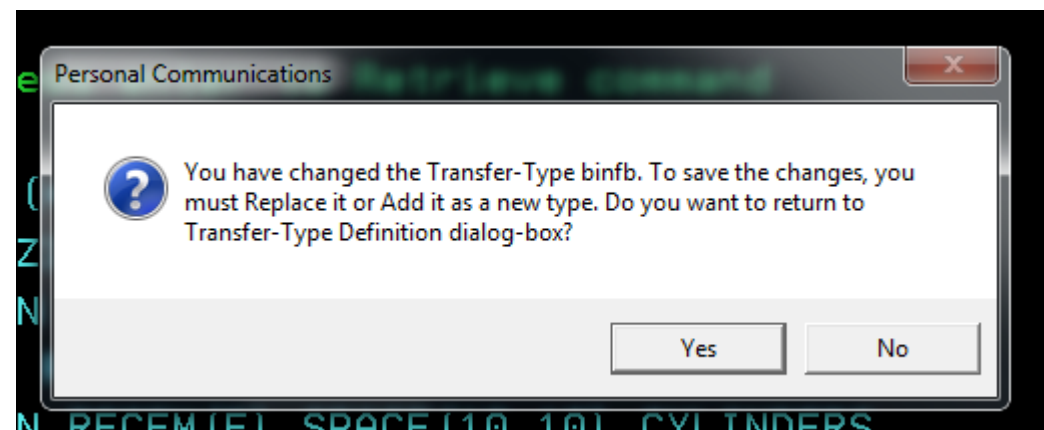 e
Personal Communications Retrieve command
You have changed the Transfer-Type binfb. To save the changes, you
must Replace it or Add it as a new type. Do you want to return to
Transfer-Type Definition dialog-box?
(
Z
N
Yes No
N RECFM(F) SPACE(10,10) CYLINDERS